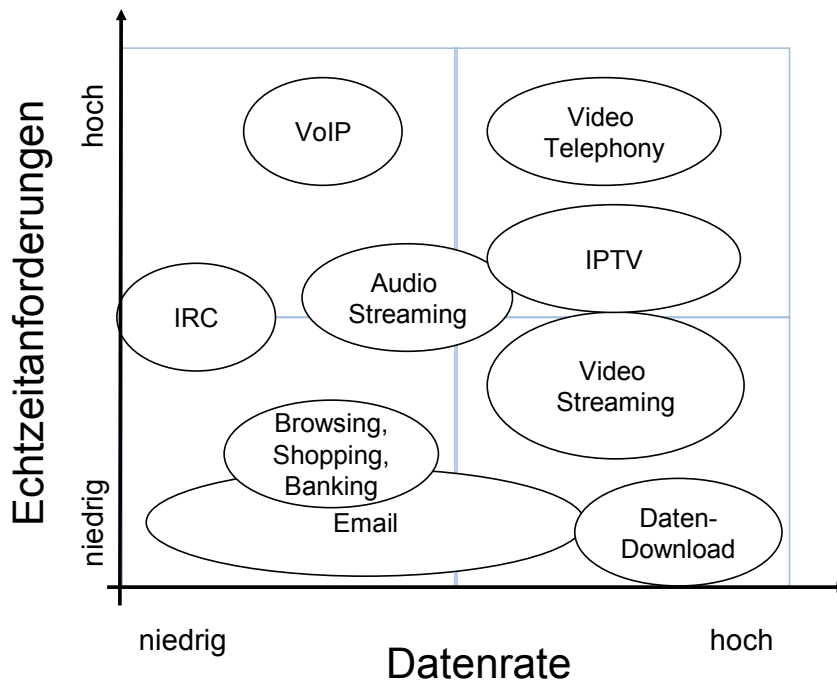 Echtzeitanforderungen
hoch
niedrig
VoIP
Video
Telephony
IPTV
Audio
Streaming
IRC
Video
Streaming
Browsing,
Shopping,
Banking
Email
Daten-
Download
niedrig
hoch
Datenrate